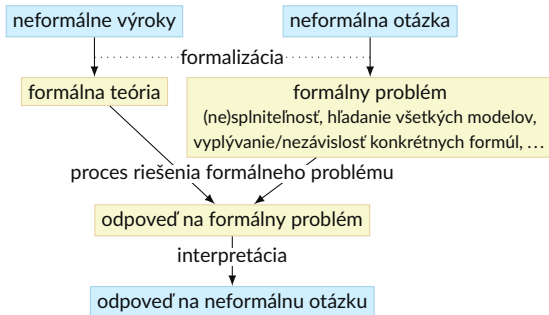 neformálne výroky
neformálna otázka
formalizácia
formálna teória
formálny problém
(ne)splniteľnosť, hľadanie všetkých modelov,
vyplývanie/nezávislosť konkrétnych formúl, …
proces riešenia formálneho problému
odpoveď na formálny problém
interpretácia
odpoveď na neformálnu otázku